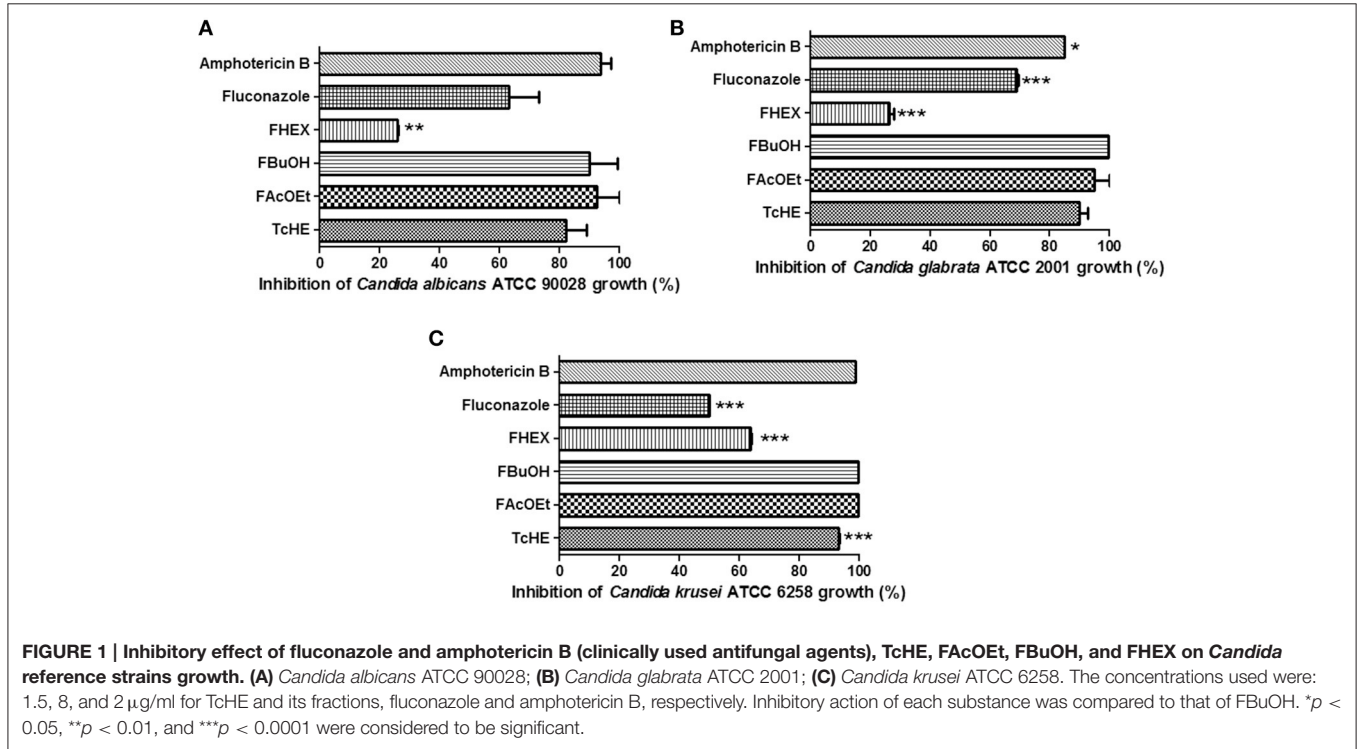 A
Amphotericin B
Fluconazole
**
FHEX
FBuOH
FAcOEt
TcHE
0 20 40 60 80 100
Inhibition of Candida albicans ATCC 90028 growth (%)
B
Amphotericin B *
Fluconazole ***
FHEX ***
FBuOH
FAcOEt
TcHE
0 20 40 60 80 100
Inhibition of Candida glabrata ATCC 2001 growth (%)
C
Amphotericin B
Fluconazole ***
FHEX ***
FBuOH
FAcOEt
TcHE ***
0 20 40 60 80 100
Inhibition of Candida krusei ATCC 6258 growth (%)
FIGURE 1 | Inhibitory effect of fluconazole and amphotericin B (clinically used antifungal agents), TcHE, FAcOEt, FBuOH, and FHEX on Candida
reference strains growth. (A) Candida albicans ATCC 90028; (B) Candida glabrata ATCC 2001; (C) Candida krusei ATCC 6258. The concentrations used were:
1.5, 8, and 2 μg/ml for TcHE and its fractions, fluconazole and amphotericin B, respectively. Inhibitory action of each substance was compared to that of FBuOH. *p <
0.05, **p < 0.01, and ***p < 0.0001 were considered to be significant.